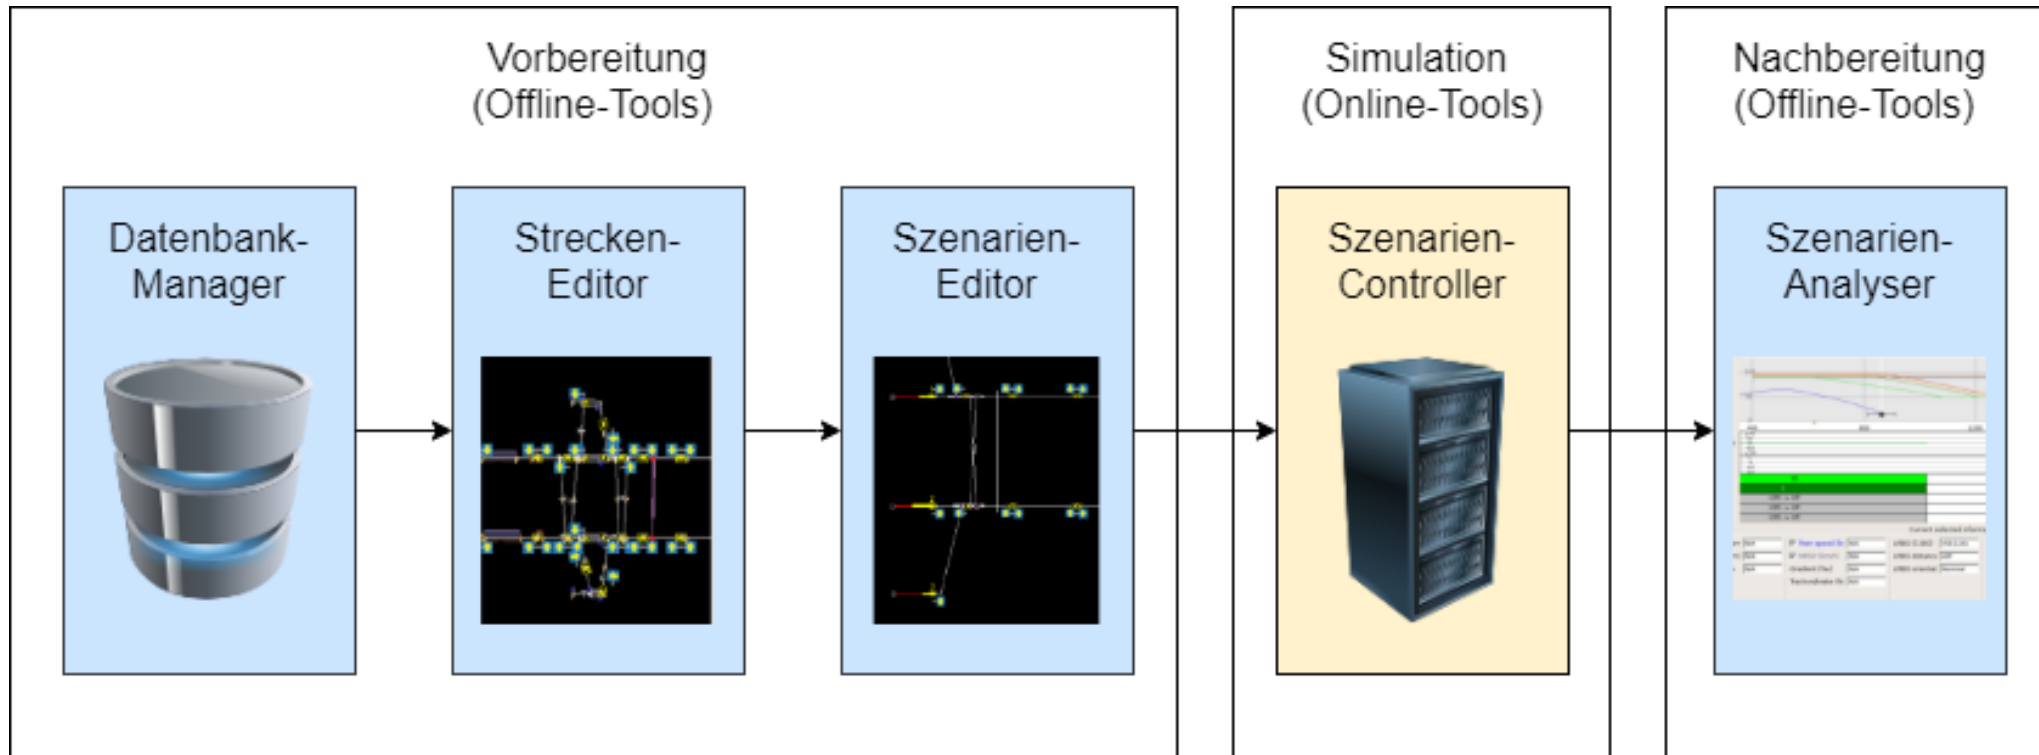 Vorbereitung
(Offline-Tools)
Simulation
(Online-Tools)
Nachbereitung
(Offline-Tools)
Datenbank-
Manager
Strecken-
Editor
Szenarien-
Editor
Szenarien-
Controller
Szenarien-
Analyser